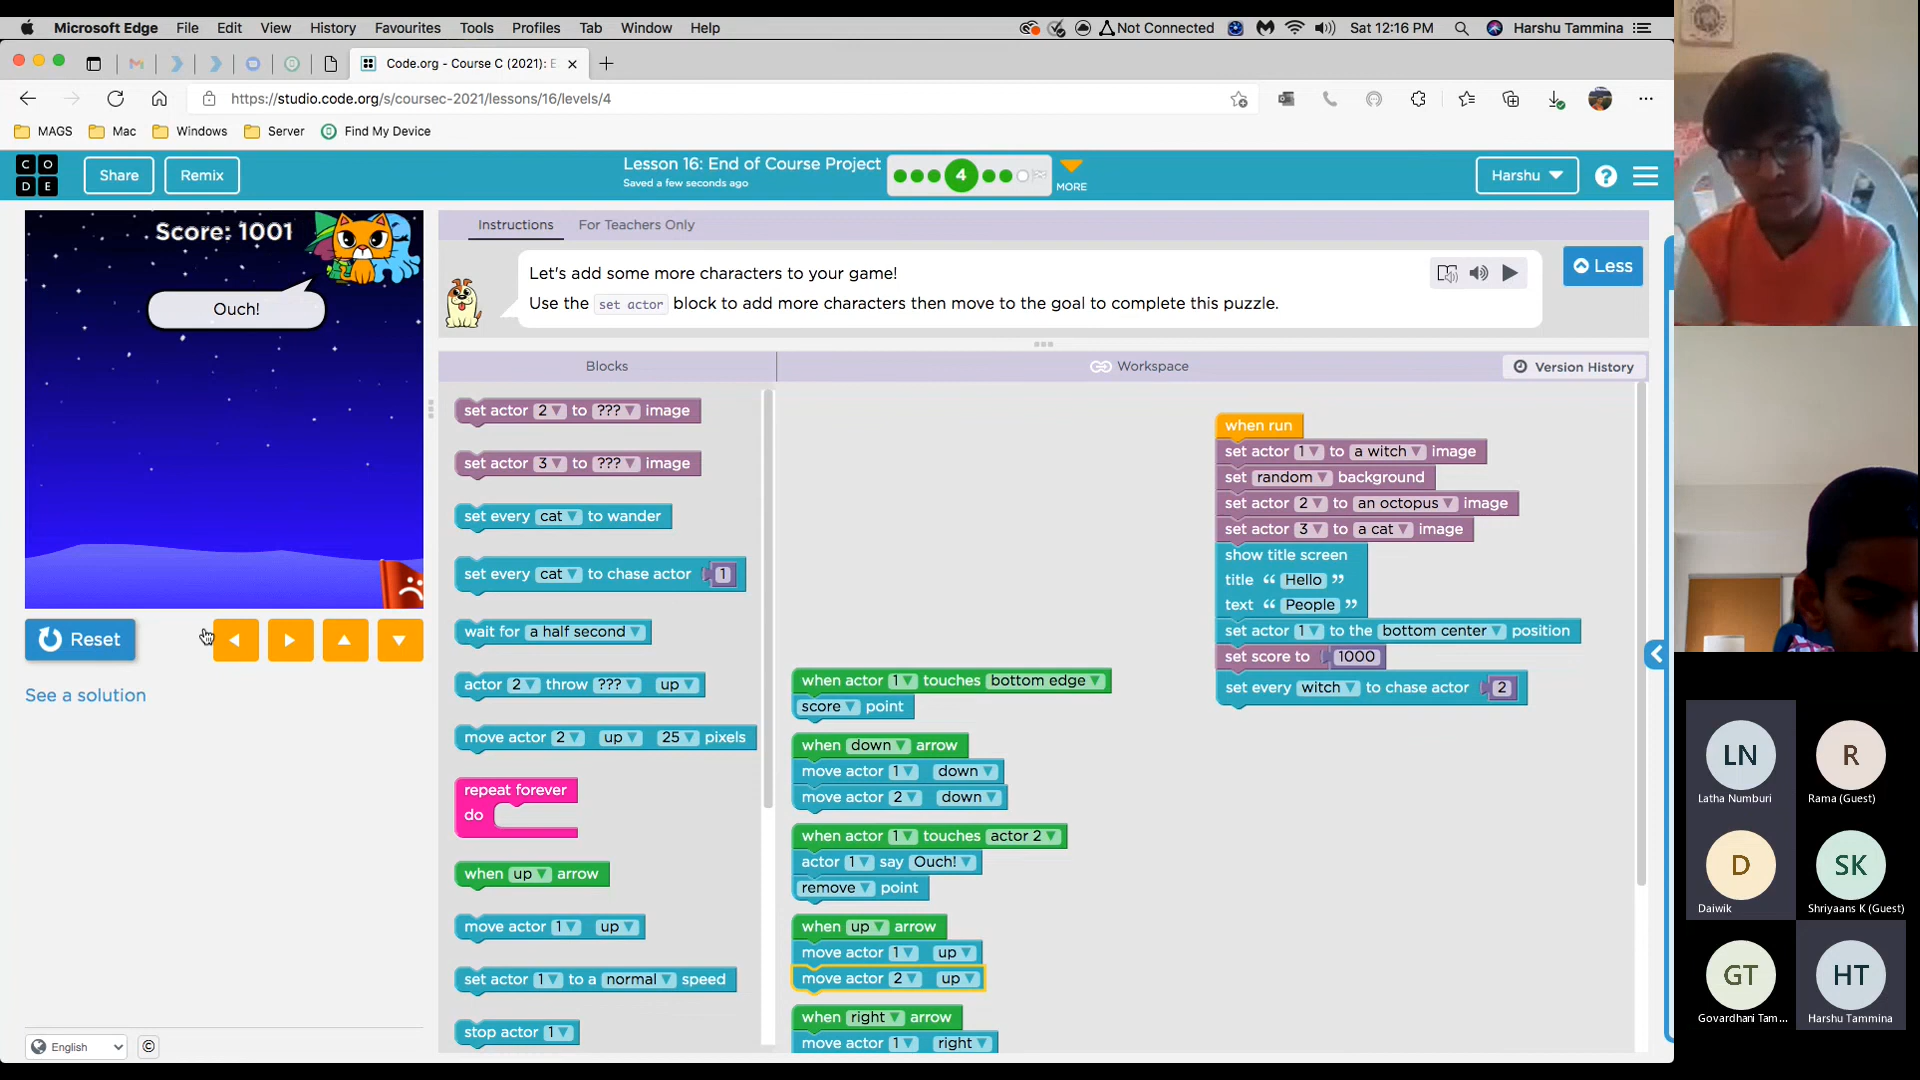 Microsoft Edge File Edit View History Favourites Tools Profiles Tab Window Help Not Connected Sat 12:16 PM Harshu Tammina
Code.org - Course C (2021): E
https://studio.code.org/s/coursec-2021/lessons/16/levels/4
MAGS Mac Windows Server Find My Device
C O D E
Share Remix
Lesson 16: End of Course Project
Saved a few seconds ago
4
MORE
Harshu
?
Score: 1001
Ouch!
Reset
See a solution
English
©
Instructions For Teachers Only
Let's add some more characters to your game!
Use the set actor block to add more characters then move to the goal to complete this puzzle.
Less
Blocks
Workspace
Version History
set actor 2 to ??? image
set actor 3 to ??? image
set every cat to wander
set every cat to chase actor 1
wait for a half second
actor 2 throw ??? up
move actor 2 up 25 pixels
repeat forever
do
when up arrow
move actor 1 up
set actor 1 to a normal speed
stop actor 1
when run
set actor 1 to a witch image
set random background
set actor 2 to an octopus image
set actor 3 to a cat image
show title screen
title “ Hello ”
text “ People ”
set actor 1 to the bottom center position
set score to 1000
set every witch to chase actor 2
when actor 1 touches bottom edge
score point
when down arrow
move actor 1 down
move actor 2 down
when actor 1 touches actor 2
actor 1 say Ouch!
remove point
when up arrow
move actor 1 up
move actor 2 up
when right arrow
move actor 1 right
LN
Latha Numburi
R
Rama (Guest)
D
Daiwik
SK
Shriyaans K (Guest)
GT
Govardhani Tam...
HT
Harshu Tammina